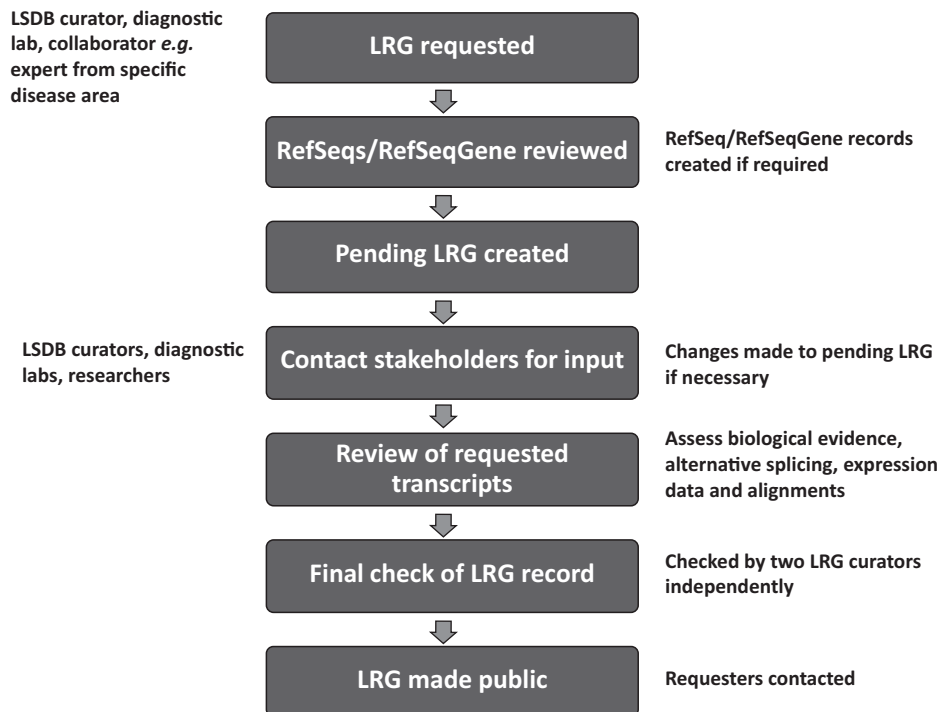 LSDB curator, diagnostic
lab, collaborator e.g.
expert from specific
disease area
LRG requested
RefSeqs/RefSeqGene reviewed
RefSeq/RefSeqGene records
created if required
Pending LRG created
LSDB curators, diagnostic
labs, researchers
Contact stakeholders for input
Changes made to pending LRG
if necessary
Review of requested
transcripts
Assess biological evidence,
alternative splicing, expression
data and alignments
Final check of LRG record
Checked by two LRG curators
independently
LRG made public
Requesters contacted